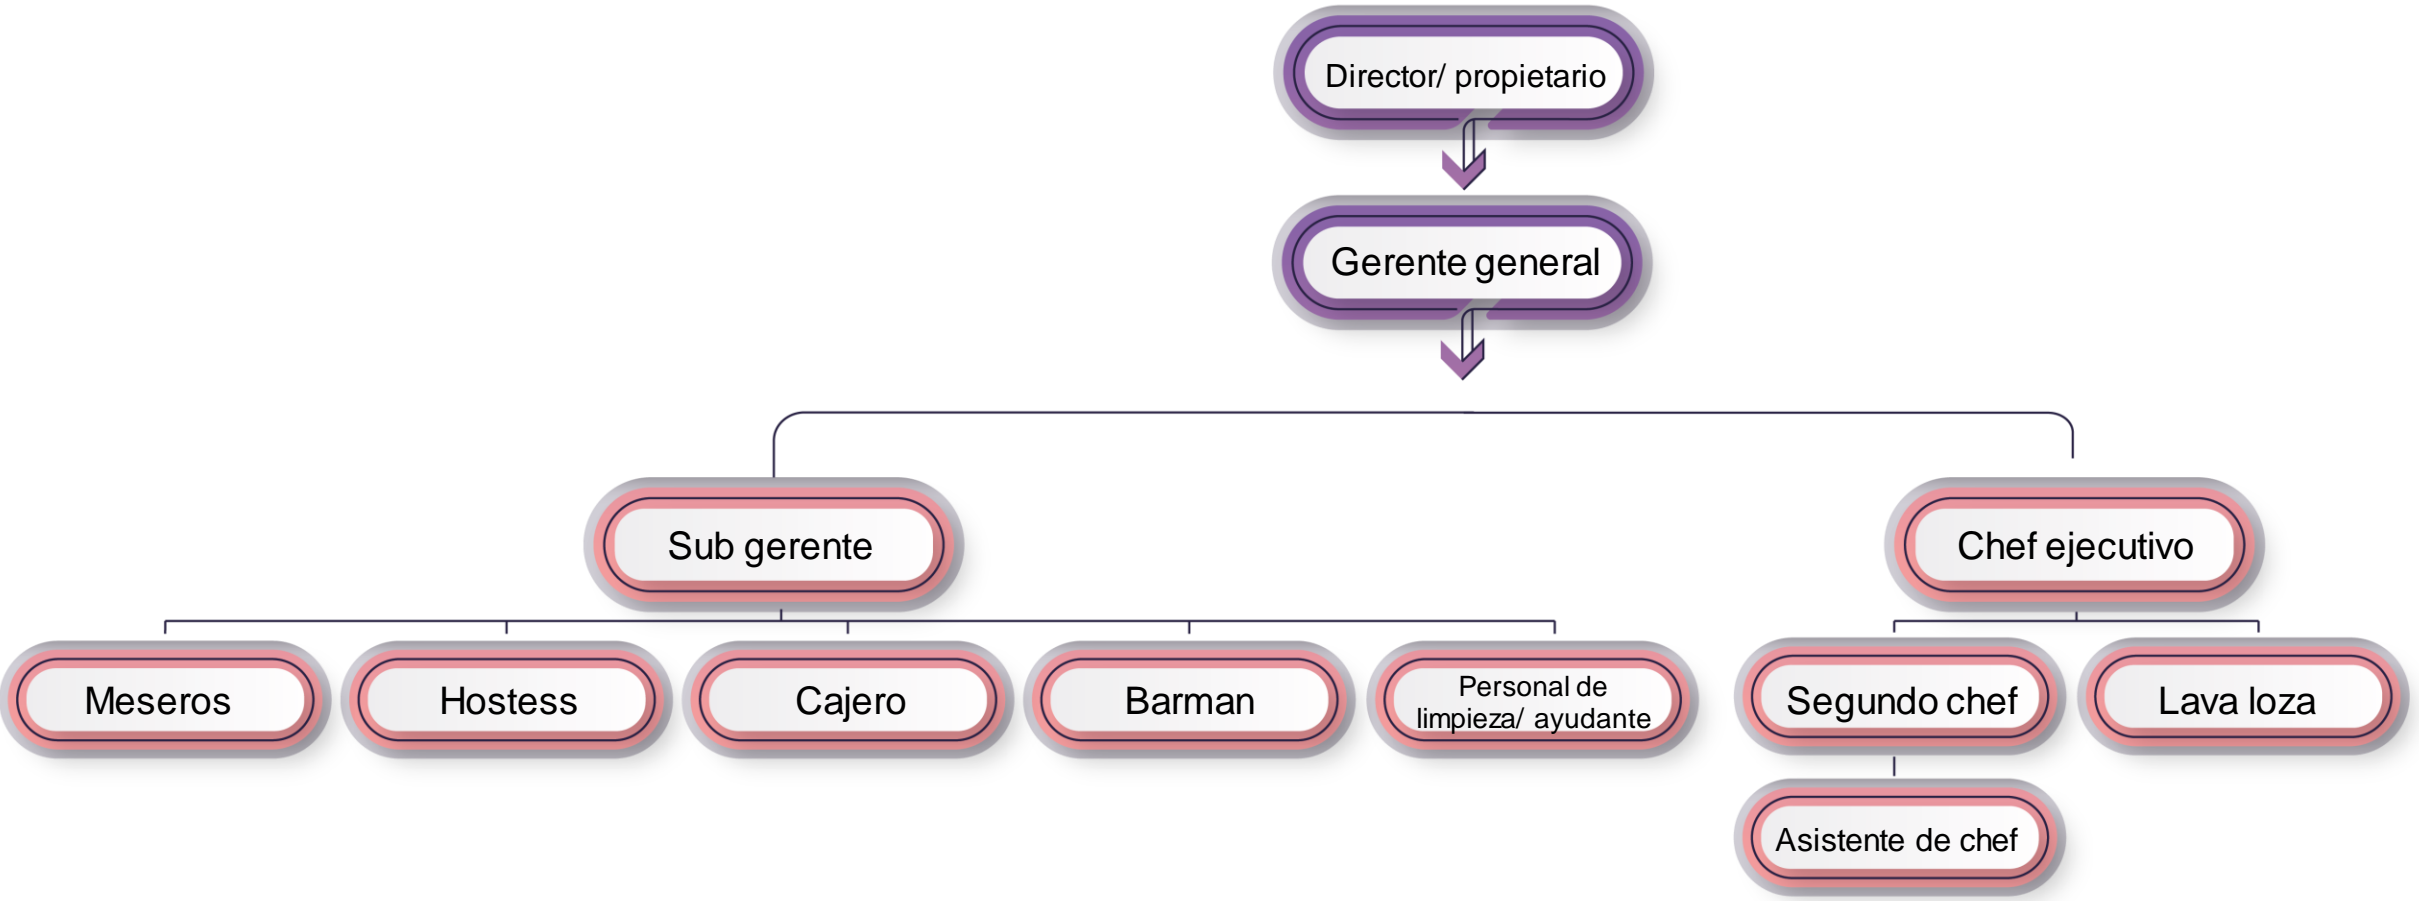 Director/ propietario
Gerente general
Sub gerente
Chef ejecutivo
Meseros
Hostess
Cajero
Barman
Personal de
limpieza/ ayudante
Segundo chef
Lava loza
Asistente de chef